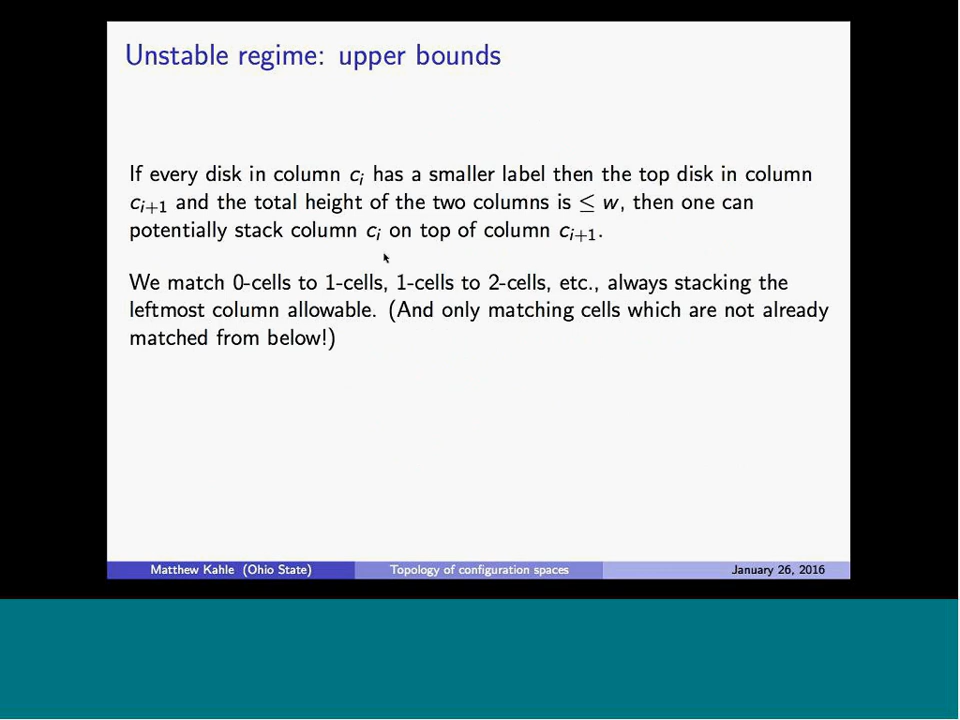 Unstable regime: upper bounds
If every disk in column cᵢ has a smaller label then the top disk in column
cᵢ₊₁ and the total height of the two columns is ≤ w, then one can
potentially stack column cᵢ on top of column cᵢ₊₁.
We match 0-cells to 1-cells, 1-cells to 2-cells, etc., always stacking the
leftmost column allowable. (And only matching cells which are not already
matched from below!)
Matthew Kahle (Ohio State) Topology of configuration spaces January 26, 2016